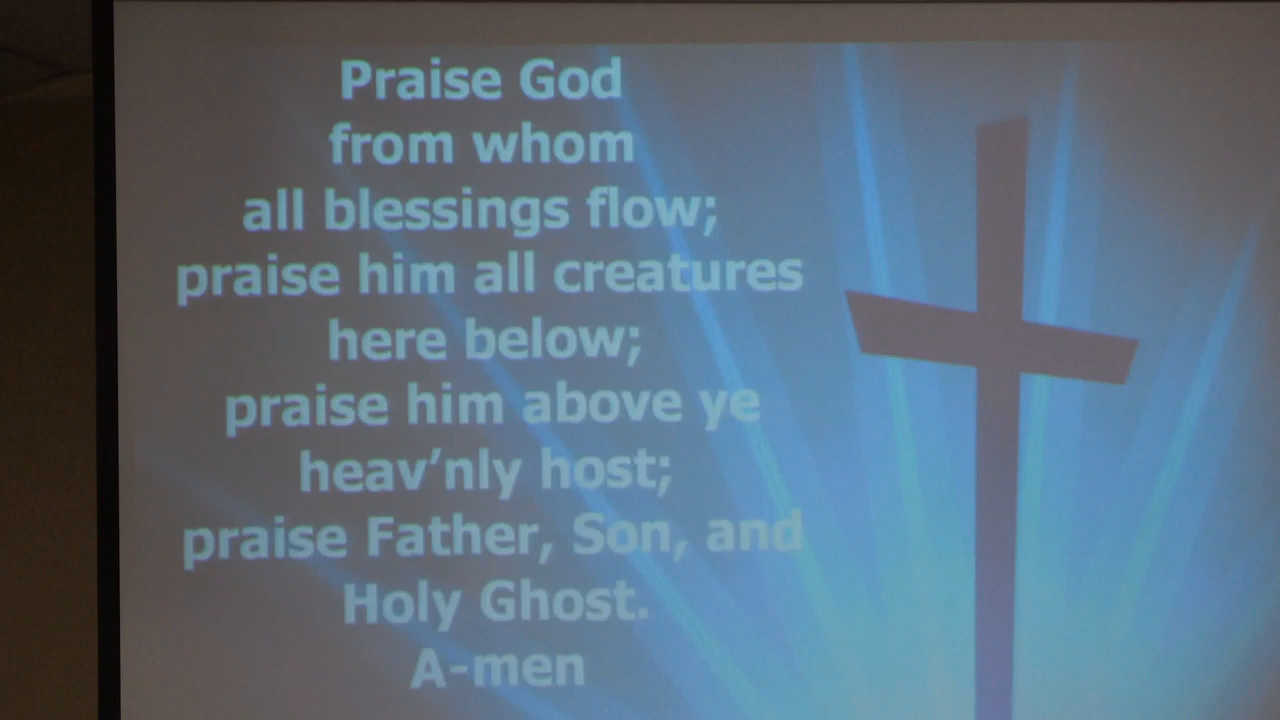 Praise God
from whom
all blessings flow;
praise him all creatures
here below;
praise him above ye
heav’nly host;
praise Father, Son, and
Holy Ghost.
A-men